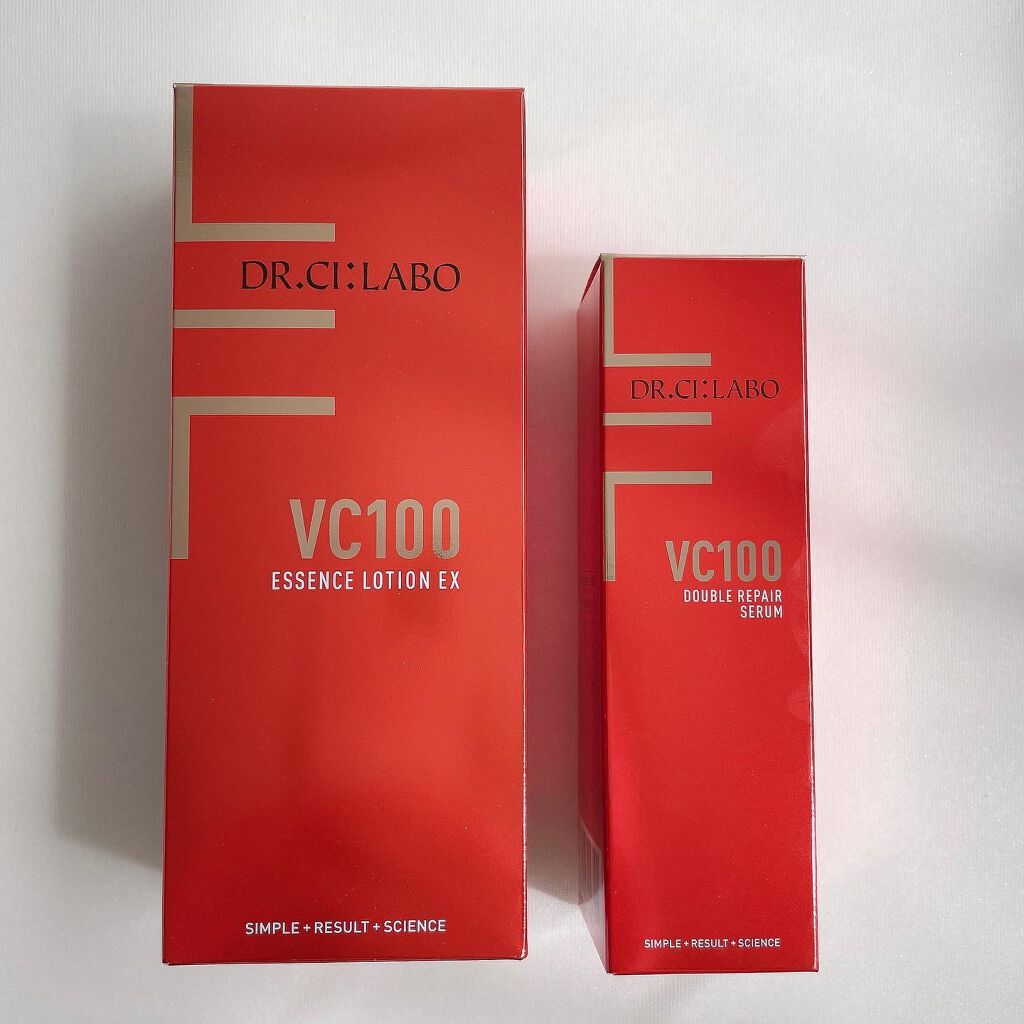 DR.CI:LABO
VC100
ESSENCE LOTION EX
SIMPLE+RESULT+SCIENCE
DR.CI:LABO
VC100
DOUBLE REPAIR
SERUM
SIMPLE+RESULT+SCIENCE